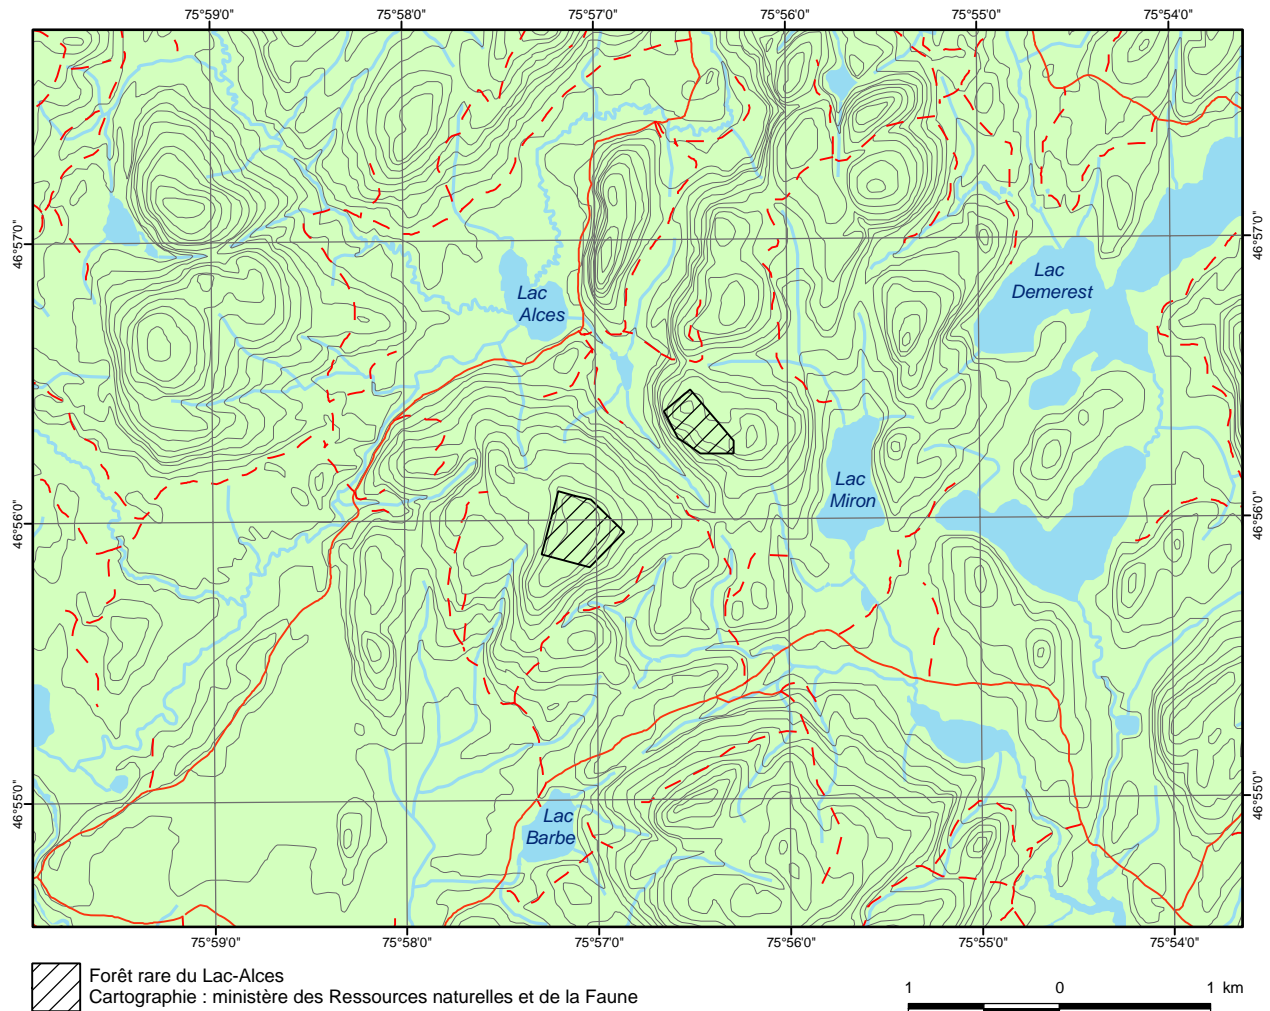 75°59'0" 75°58'0" 75°57'0" 75°56'0" 75°55'0" 75°54'0"
46°57'0" 46°57'0"
Lac
Demerest
Lac
Alces
Lac
Miron
46°56'0" 46°56'0"
46°55'0" 46°55'0"
Lac
Barbe
75°59'0" 75°58'0" 75°57'0" 75°56'0" 75°55'0" 75°54'0"
Forêt rare du Lac-Alces
Cartographie : ministère des Ressources naturelles et de la Faune
1 0 1 km